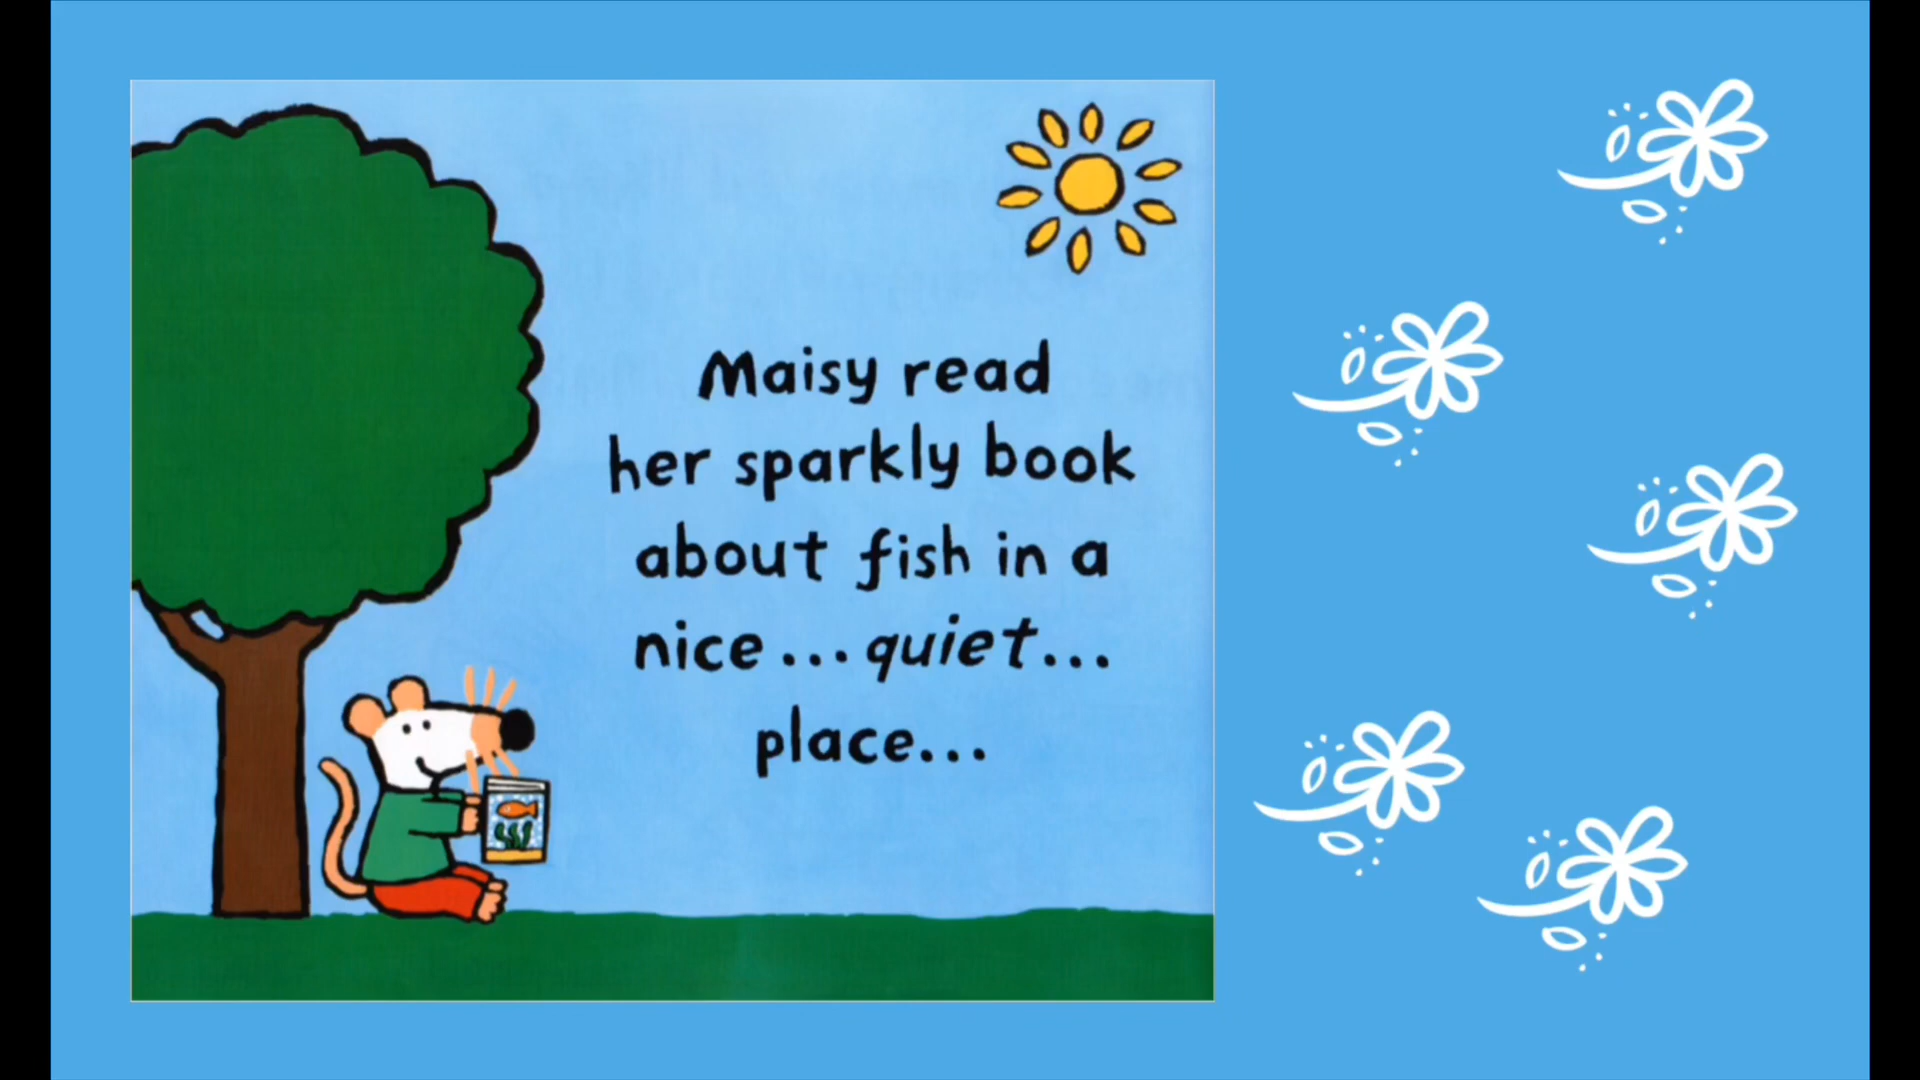 Maisy read
her sparkly book
about fish in a
nice...quiet...
place...